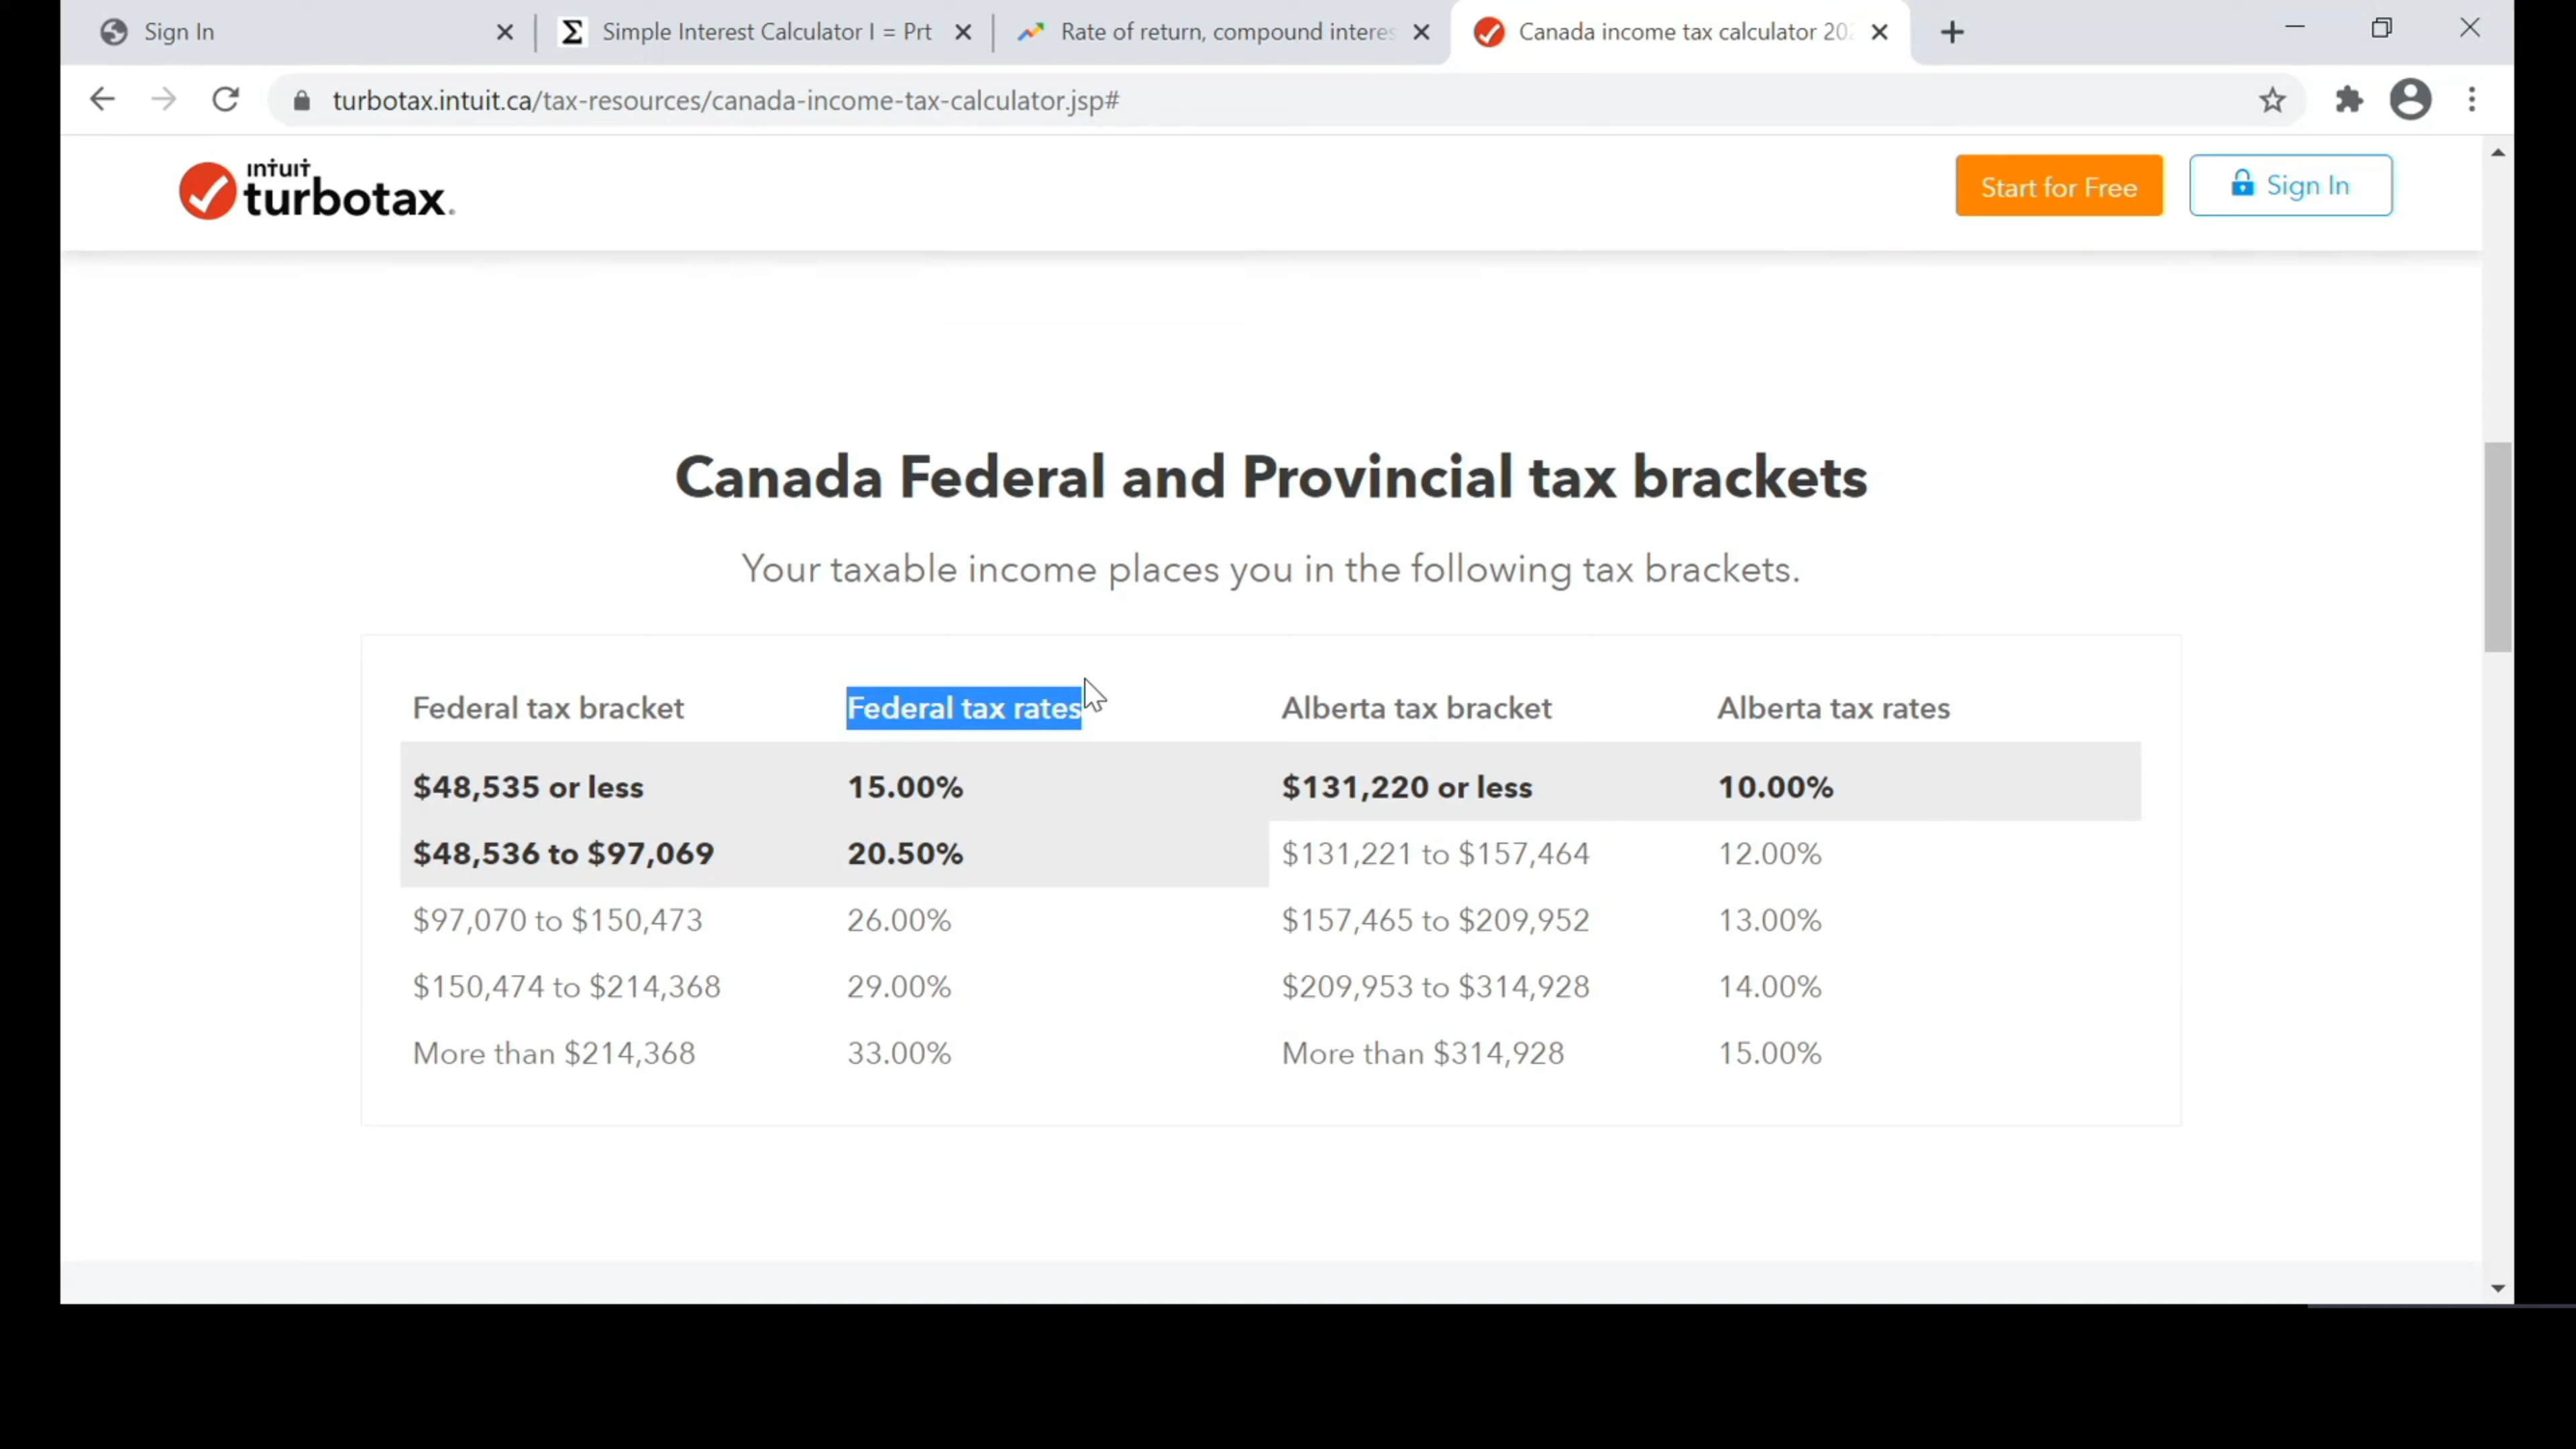 Sign In
Simple Interest Calculator I = Prt
Rate of return, compound interes
Canada income tax calculator 202
turbotax.intuit.ca/tax-resources/canada-income-tax-calculator.jsp#
intuit
turbotax.
Start for Free
Sign In
Canada Federal and Provincial tax brackets
Your taxable income places you in the following tax brackets.
Federal tax bracket Federal tax rates Alberta tax bracket Alberta tax rates
$48,535 or less 15.00% $131,220 or less 10.00%
$48,536 to $97,069 20.50% $131,221 to $157,464 12.00%
$97,070 to $150,473 26.00% $157,465 to $209,952 13.00%
$150,474 to $214,368 29.00% $209,953 to $314,928 14.00%
More than $214,368 33.00% More than $314,928 15.00%